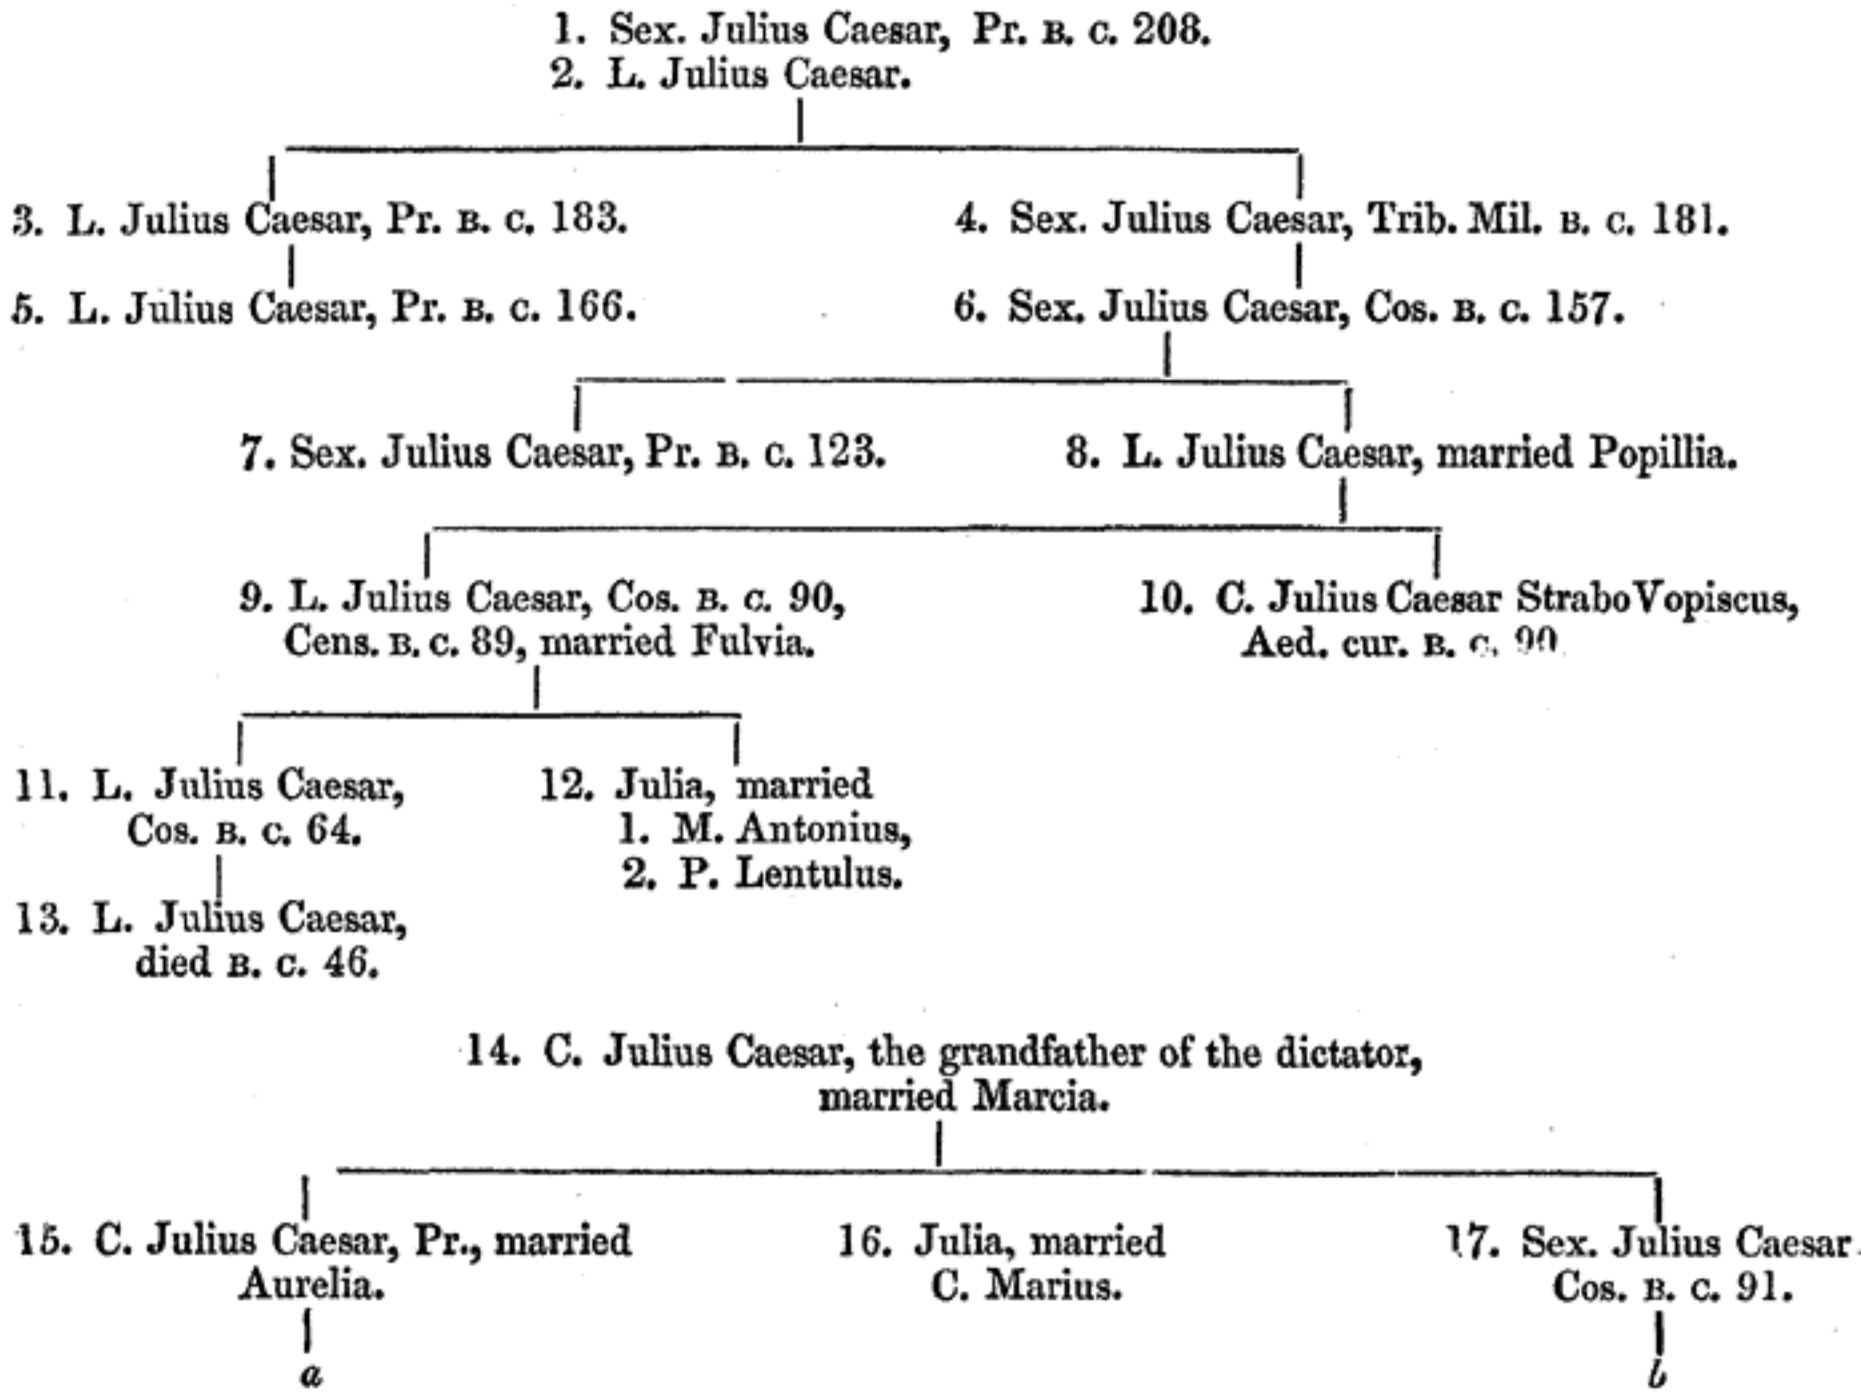 1. Sex. Julius Caesar, Pr. B. C. 208.
2. L. Julius Caesar.
3. L. Julius Caesar, Pr. B. C. 183.
4. Sex. Julius Caesar, Trib. Mil. B. C. 181.
5. L. Julius Caesar, Pr. B. C. 166.
6. Sex. Julius Caesar, Cos. B. C. 157.
7. Sex. Julius Caesar, Pr. B. C. 123.
8. L. Julius Caesar, married Popillia.
9. L. Julius Caesar, Cos. B. C. 90,
Cens. B. C. 89, married Fulvia.
10. C. Julius Caesar Strabo Vopiscus,
Aed. cur. B. C. 90
11. L. Julius Caesar,
Cos. B. C. 64.
12. Julia, married
1. M. Antonius,
2. P. Lentulus.
13. L. Julius Caesar,
died B. C. 46.
14. C. Julius Caesar, the grandfather of the dictator,
married Marcia.
15. C. Julius Caesar, Pr., married
Aurelia.
16. Julia, married
C. Marius.
17. Sex. Julius Caesar
Cos. B. C. 91.
a
b